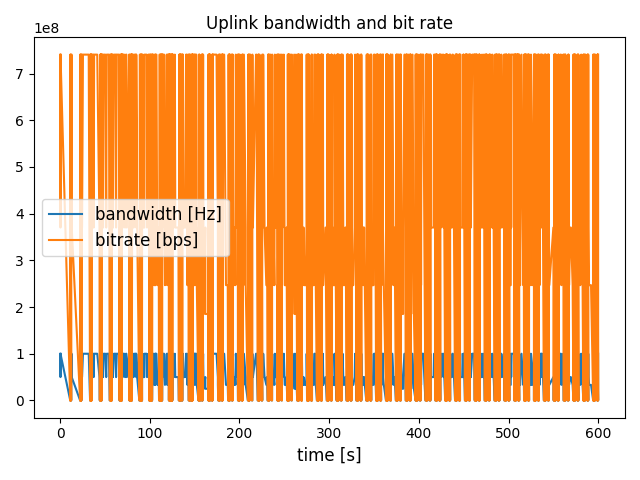 Uplink bandwidth and bit rate
1e8
7
6
5
4
3
2
1
0
bandwidth [Hz]
bitrate [bps]
0 100 200 300 400 500 600
time [s]